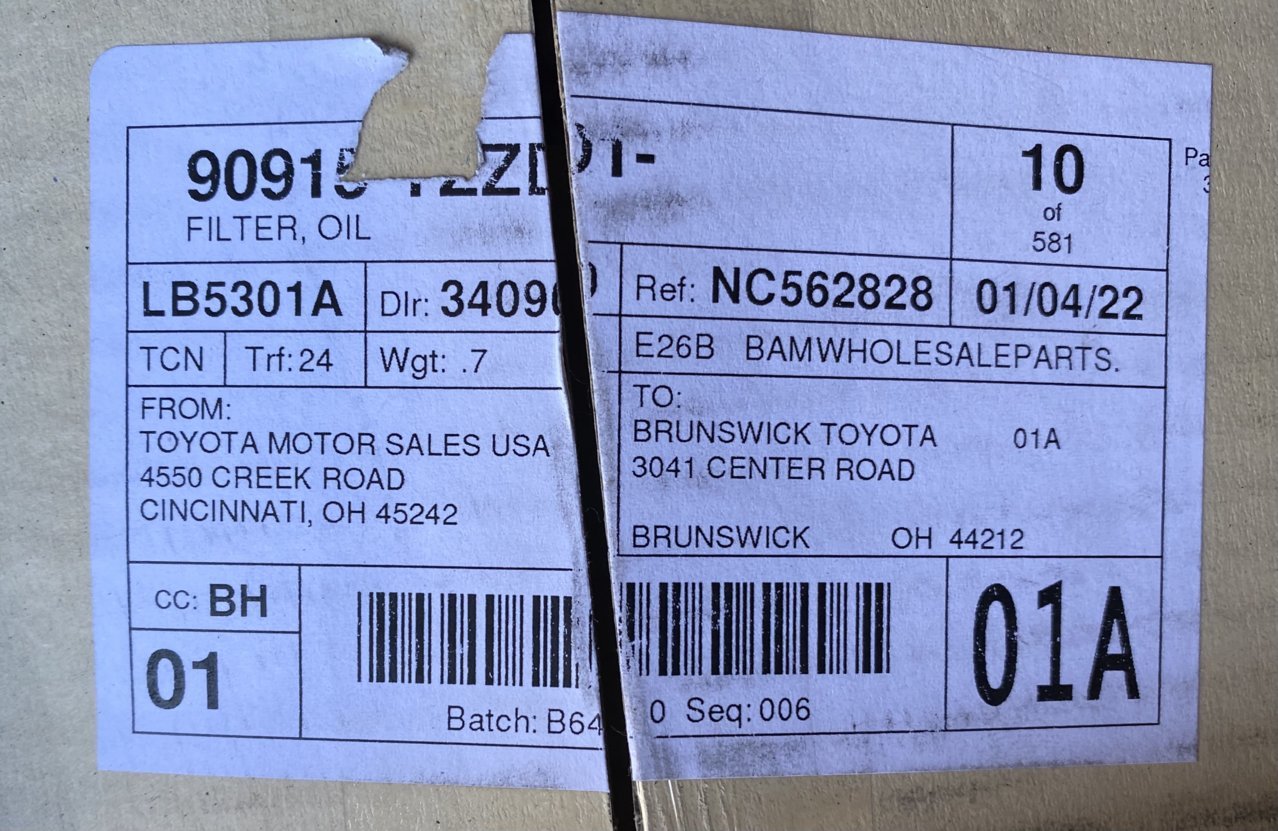 FILTER, OIL
10
of
581
LB5301A
Dlr:
Ref: NC562828
01/04/22
TCN
Trf: 24
Wgt: .7
E26B BAMWHOLESALEPARTS.
FROM:
TOYOTA MOTOR SALES USA
4550 CREEK ROAD
CINCINNATI, OH 45242
TO:
BRUNSWICK TOYOTA 01A
3041 CENTER ROAD
BRUNSWICK OH 44212
CC: BH
01
01A
Batch:
Seq: 006